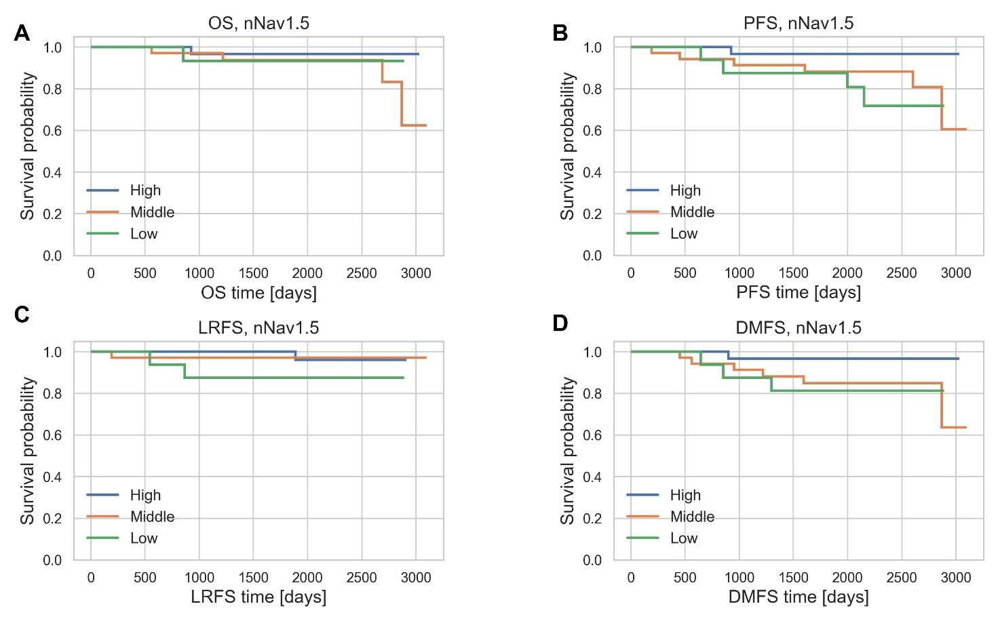 A
OS, nNav1.5
Survival probability
1.0
0.8
0.6
0.4
0.2
0.0
High
Middle
Low
0 500 1000 1500 2000 2500 3000
OS time [days]
B
PFS, nNav1.5
Survival probability
1.0
0.8
0.6
0.4
0.2
0.0
High
Middle
Low
0 500 1000 1500 2000 2500 3000
PFS time [days]
C
LRFS, nNav1.5
Survival probability
1.0
0.8
0.6
0.4
0.2
0.0
High
Middle
Low
0 500 1000 1500 2000 2500 3000
LRFS time [days]
D
DMFS, nNav1.5
Survival probability
1.0
0.8
0.6
0.4
0.2
0.0
High
Middle
Low
0 500 1000 1500 2000 2500 3000
DMFS time [days]